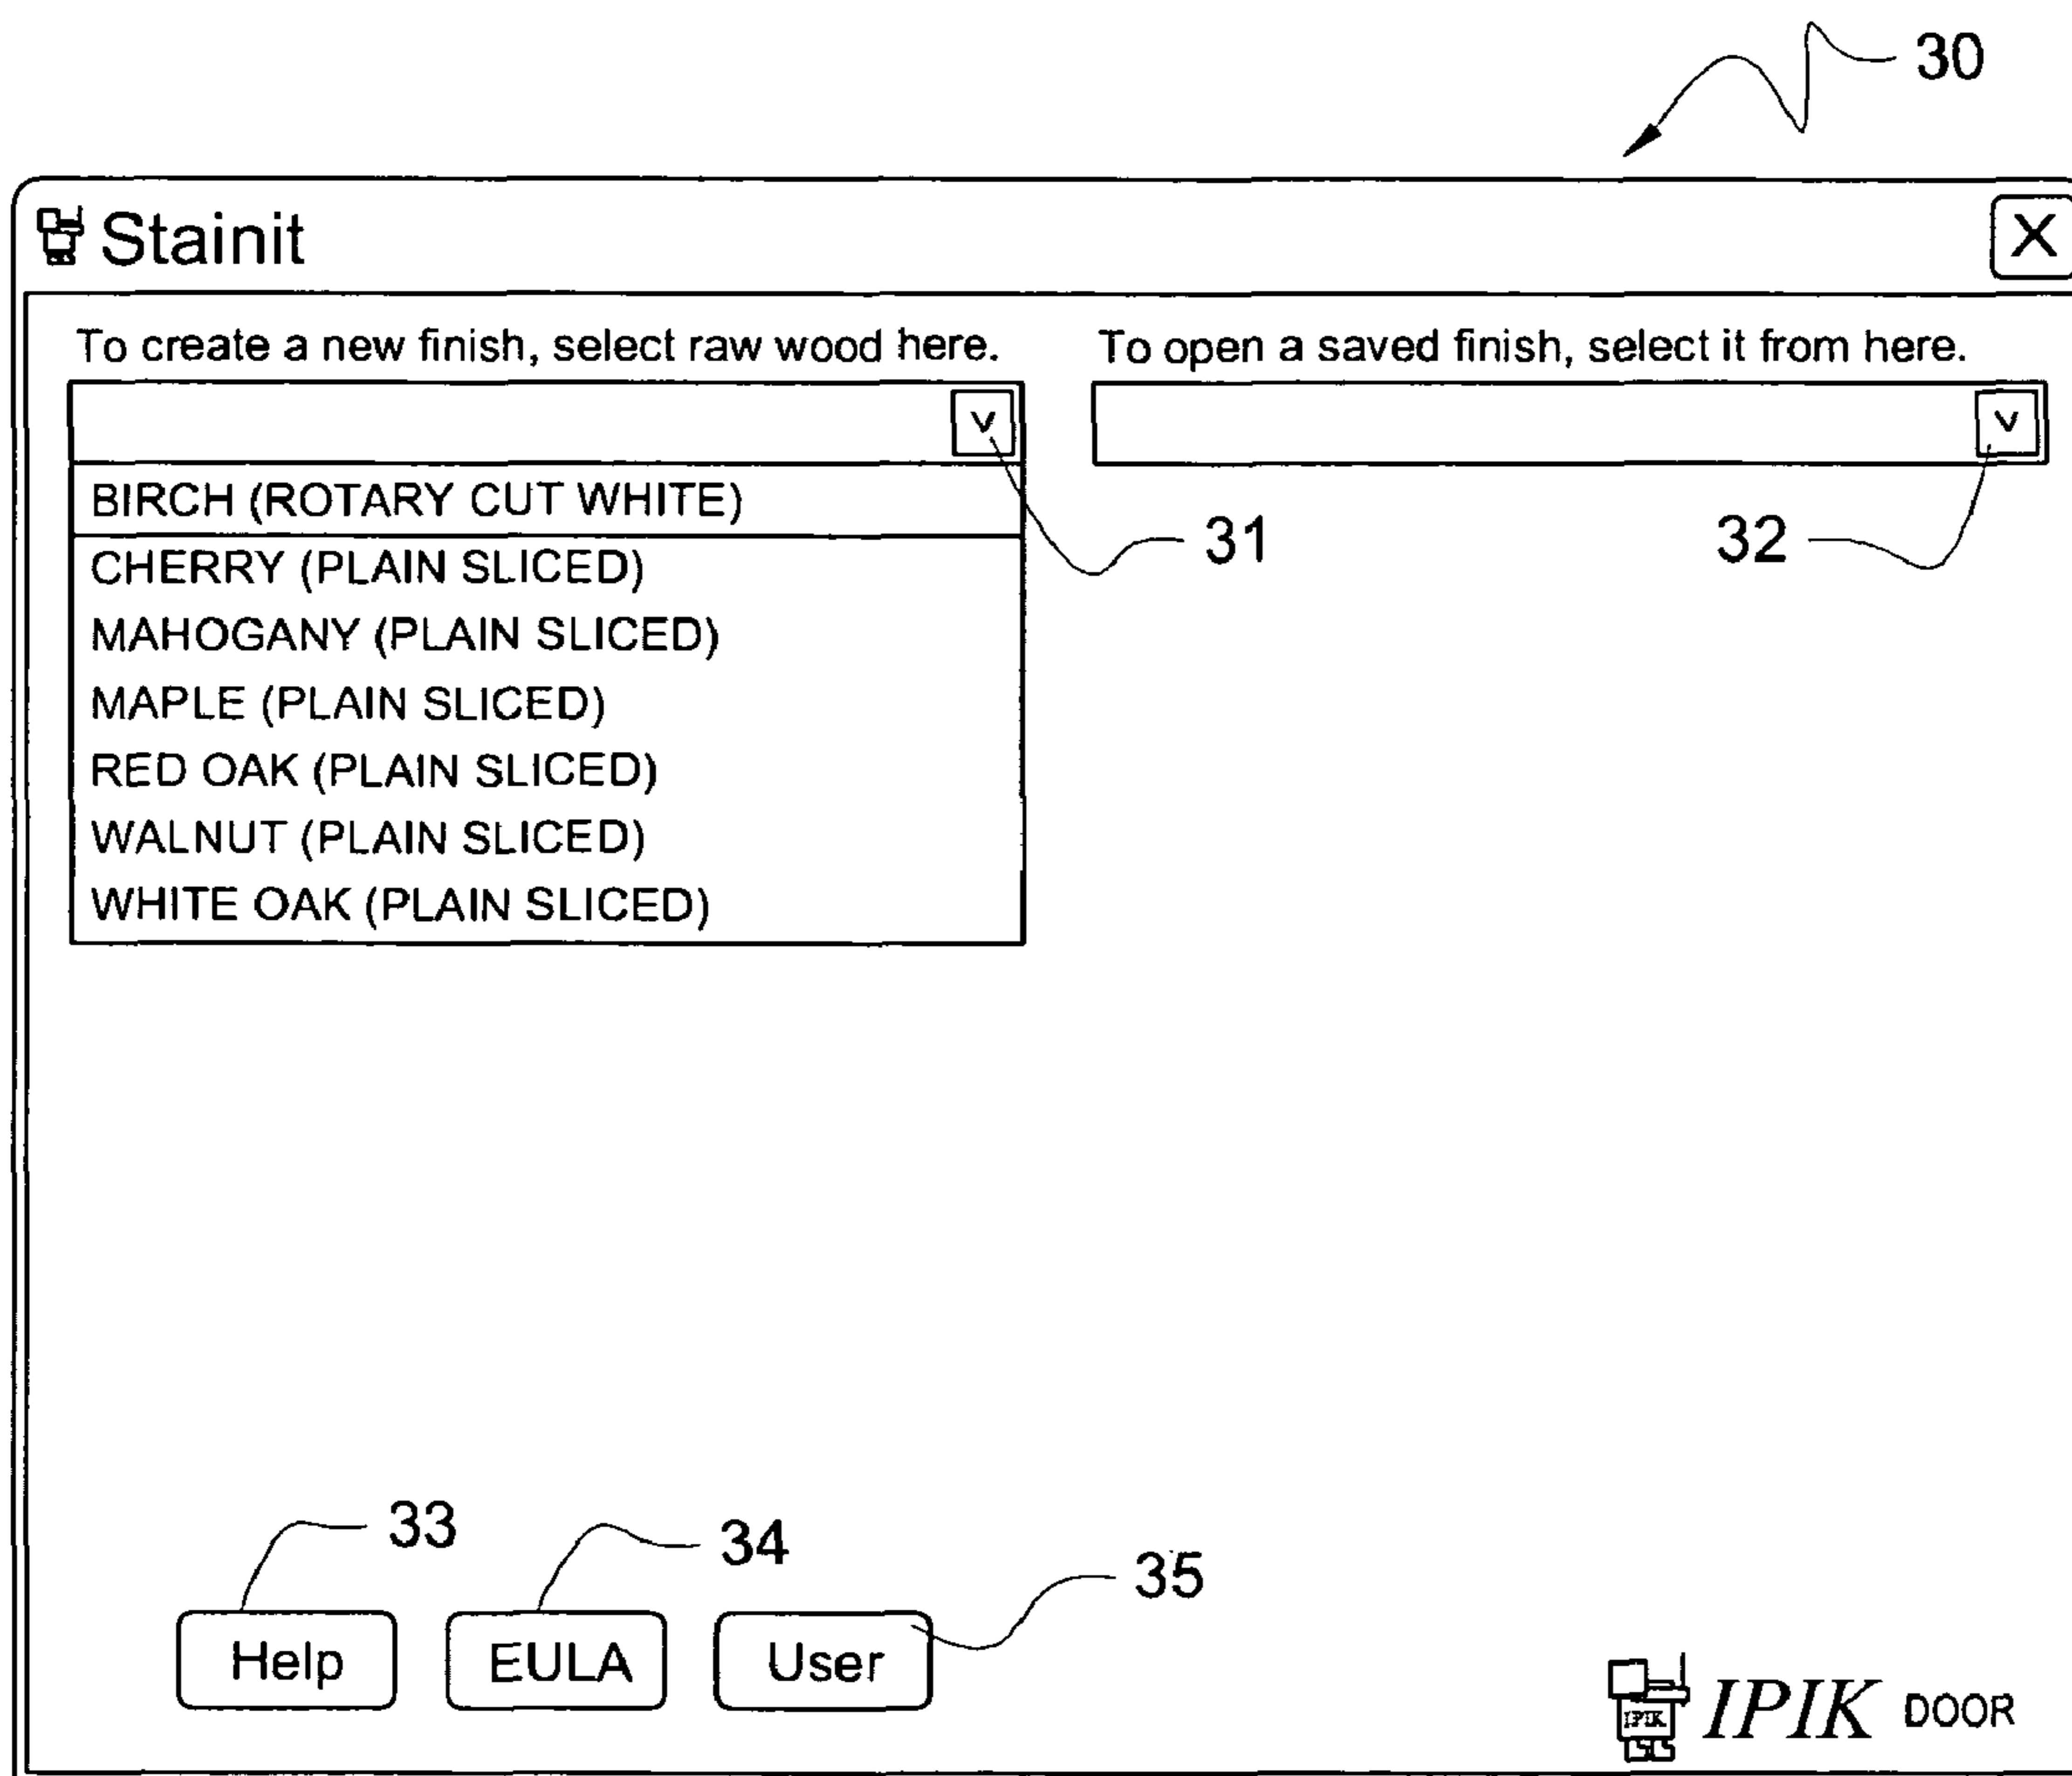 30
Stainit X
To create a new finish, select raw wood here. To open a saved finish, select it from here.
v v
BIRCH (ROTARY CUT WHITE)
31 32
CHERRY (PLAIN SLICED)
MAHOGANY (PLAIN SLICED)
MAPLE (PLAIN SLICED)
RED OAK (PLAIN SLICED)
WALNUT (PLAIN SLICED)
WHITE OAK (PLAIN SLICED)
33 34 35
Help EULA User
IPIK IPIK DOOR